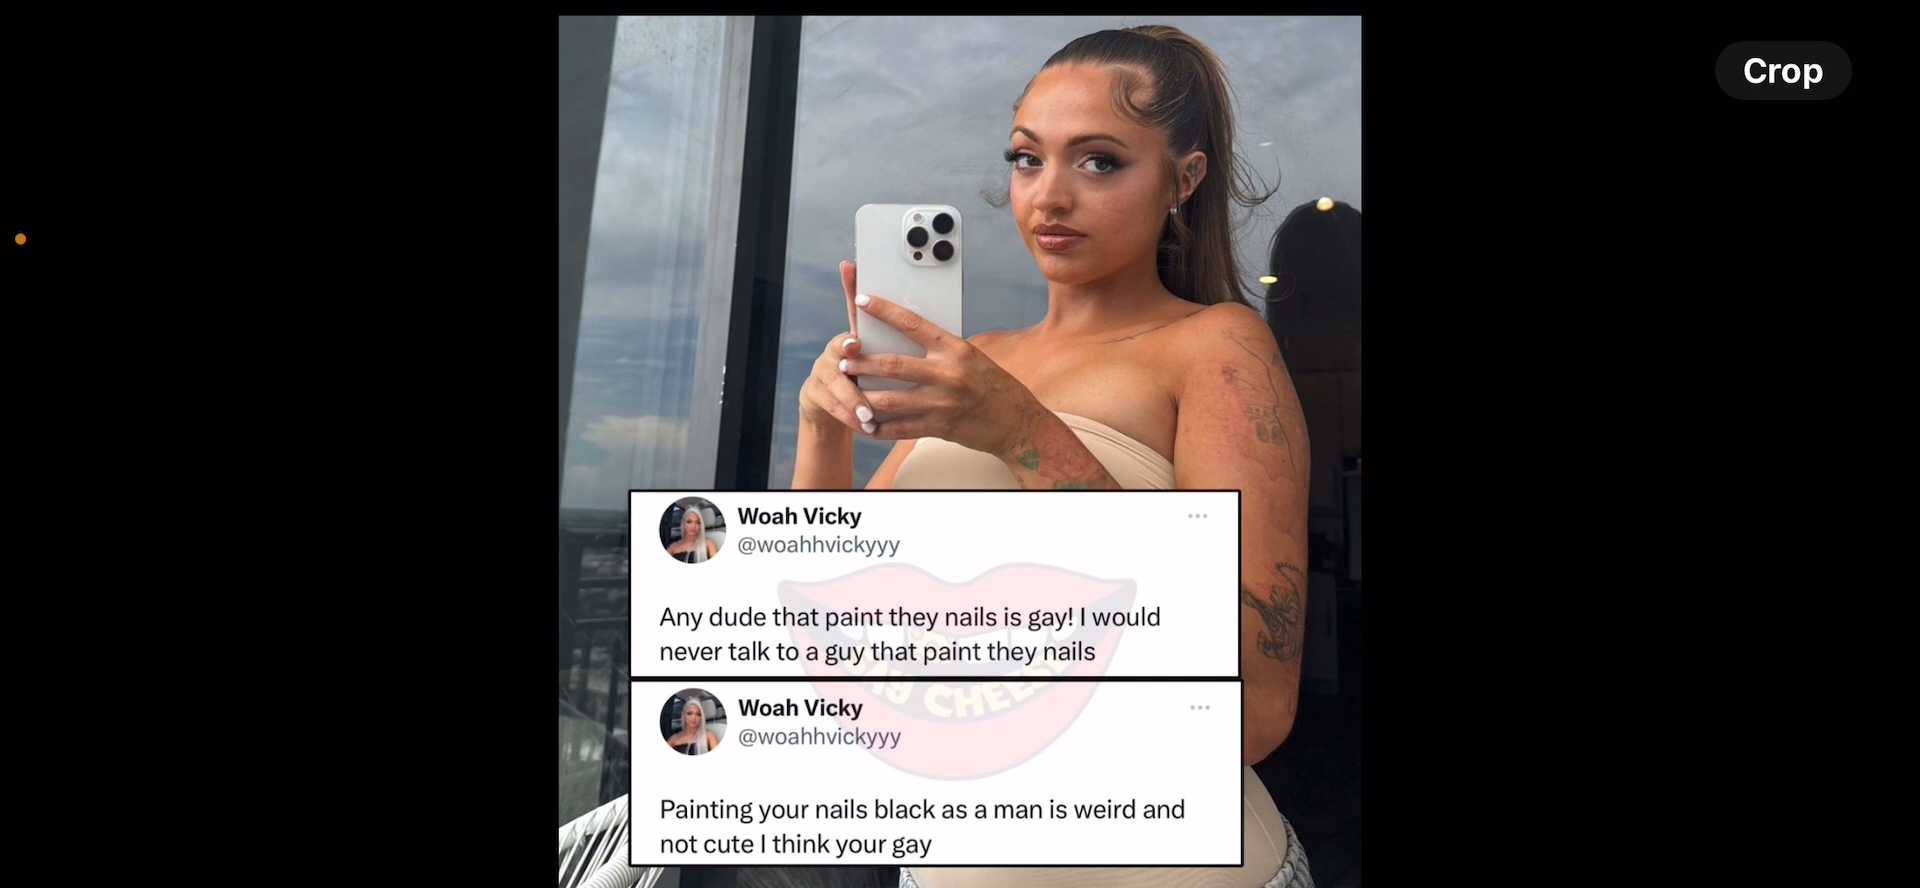 Crop
Woah Vicky
@woahhvickyyy
Any dude that paint they nails is gay! I would
never talk to a guy that paint they nails
SAY CHEESE
Woah Vicky
@woahhvickyyy
Painting your nails black as a man is weird and
not cute I think your gay